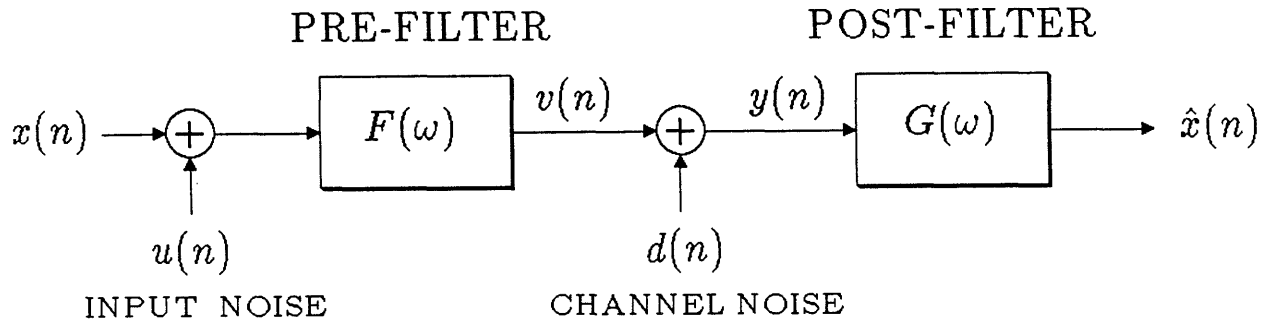 PRE-FILTER
POST-FILTER
x(n)
+
F(ω)
v(n)
+
y(n)
G(ω)
x̂(n)
u(n)
d(n)
INPUT NOISE
CHANNEL NOISE